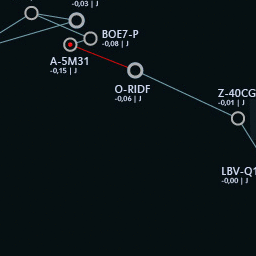 -0,03 | J
BOE7-P
-0,08 | J
A-5M31
-0,15 | J
O-RIDF
-0,06 | J
Z-40CG
-0,01 | J
LBV-Q1
-0,00 | J